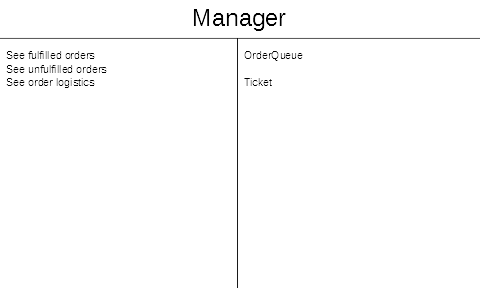 Manager
See fulfilled orders
See unfulfilled orders
See order logistics
OrderQueue
Ticket